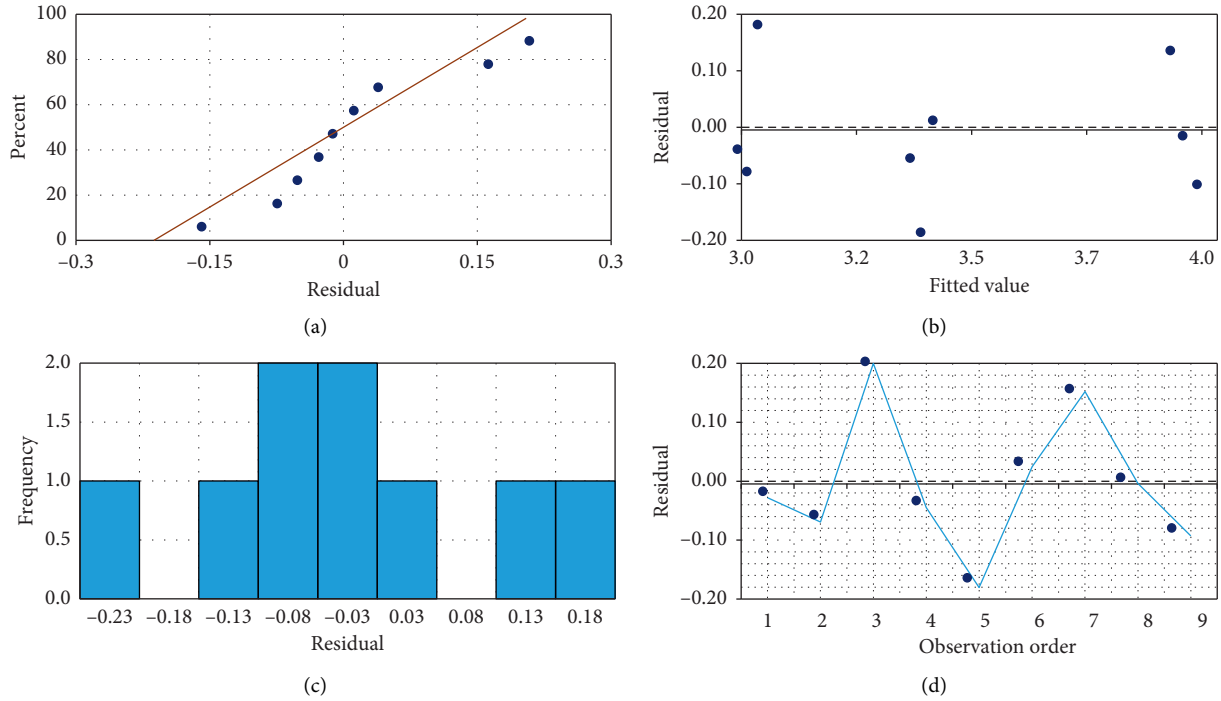 100
80
60
40
20
0
Percent
–0.3 –0.15 0 0.15 0.3
Residual
(a)
0.20
0.10
0.00
–0.10
–0.20
Residual
3.0 3.2 3.5 3.7 4.0
Fitted value
(b)
2.0
1.5
1.0
0.5
0.0
Frequency
–0.23 –0.18 –0.13 –0.08 –0.03 0.03 0.08 0.13 0.18
Residual
(c)
0.20
0.10
0.00
–0.10
–0.20
Residual
1 2 3 4 5 6 7 8 9
Observation order
(d)